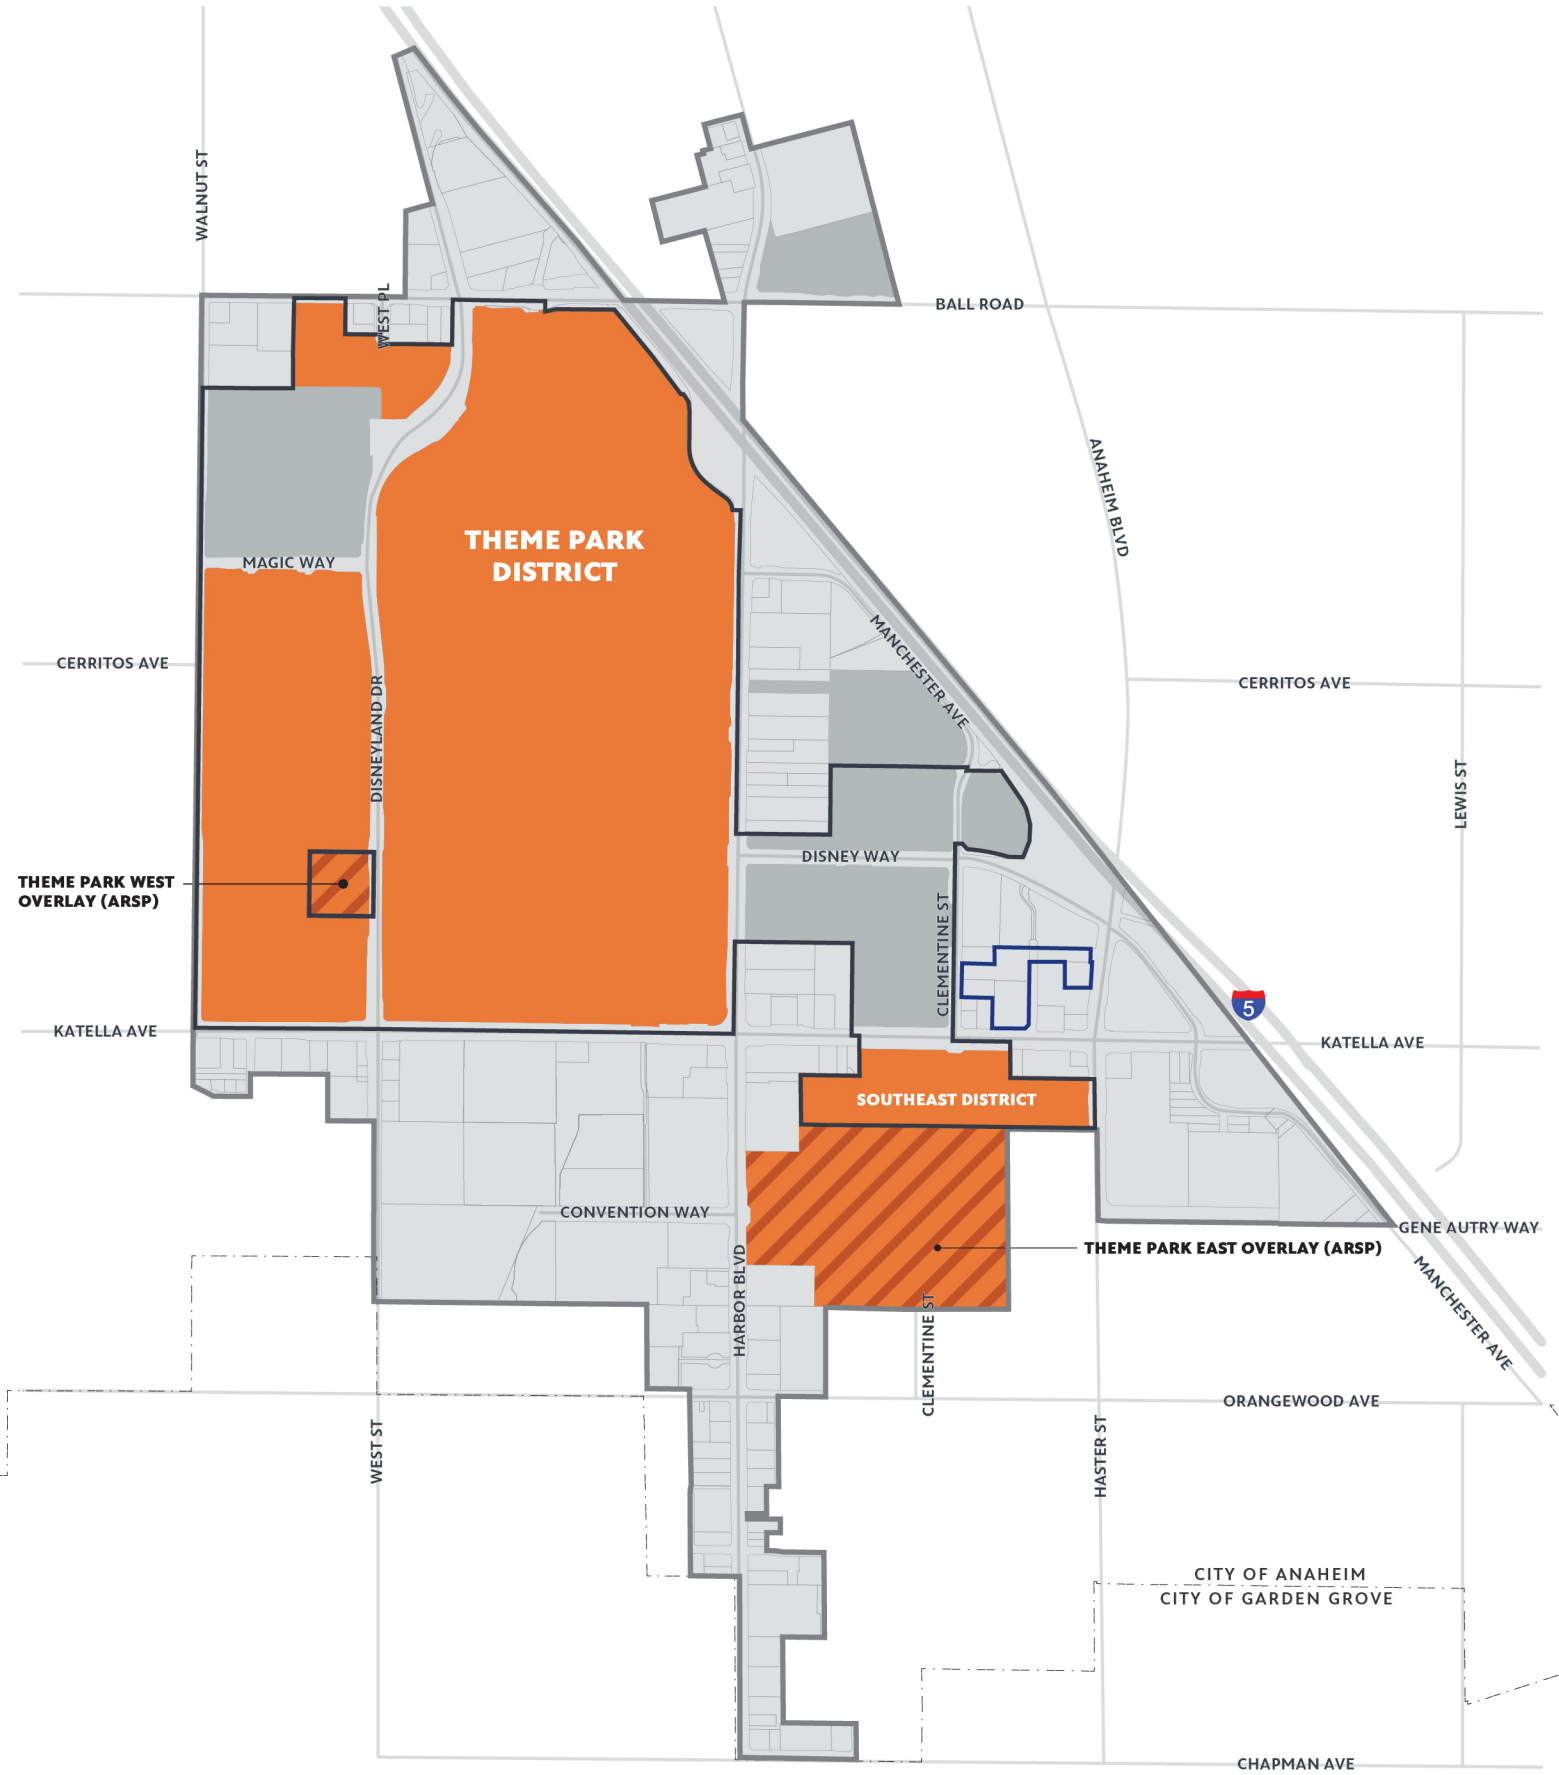 WALNUT ST
WEST PL
BALL ROAD
ANAHEIM BLVD
THEME PARK
DISTRICT
MAGIC WAY
MANCHESTER AVE
CERRITOS AVE
CERRITOS AVE
DISNEYLAND DR
LEWIS ST
DISNEY WAY
THEME PARK WEST
OVERLAY (ARSP)
CLEMENTINE ST
5
KATELLA AVE
KATELLA AVE
SOUTHEAST DISTRICT
CONVENTION WAY
GENE AUTRY WAY
THEME PARK EAST OVERLAY (ARSP)
HARBOR BLVD
MANCHESTER AVE
CLEMENTINE ST
ORANGEWOOD AVE
WEST ST
HASTER ST
CITY OF ANAHEIM
CITY OF GARDEN GROVE
CHAPMAN AVE